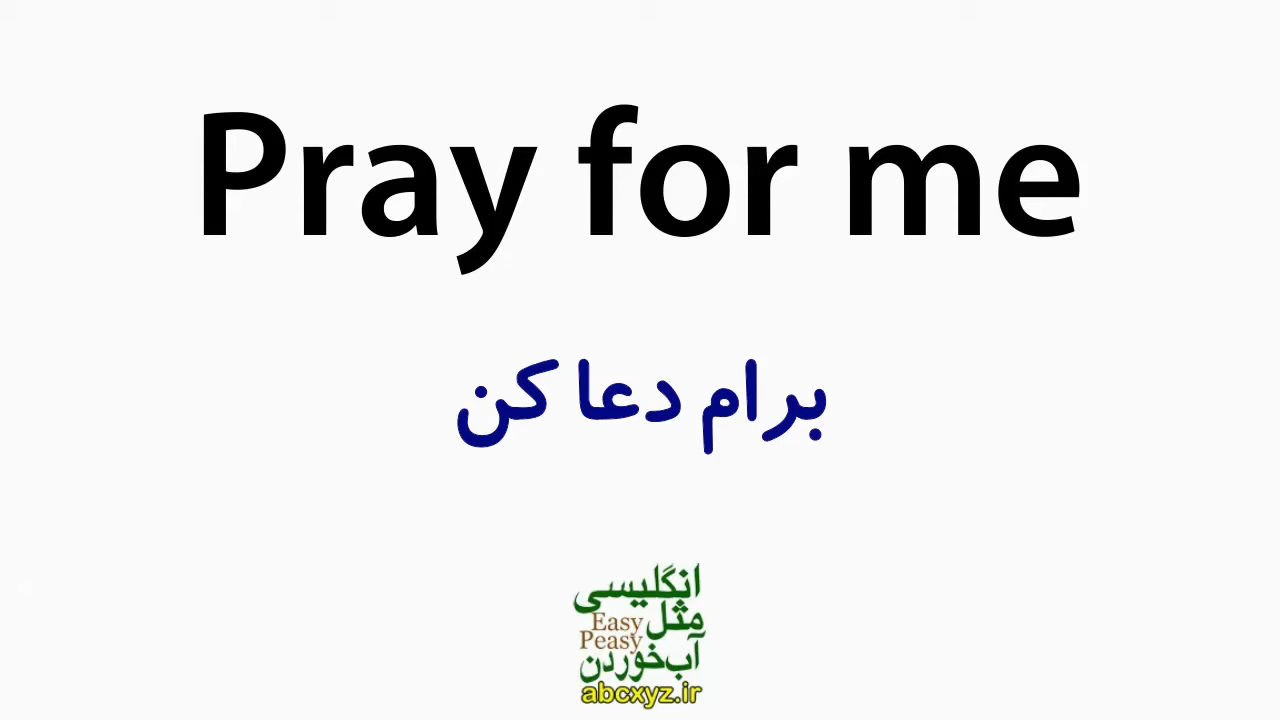 Pray for me
برام دعا کن
انگلیسی
مثل
Easy
Peasy
آب‌خوردن
abcxyz.ir